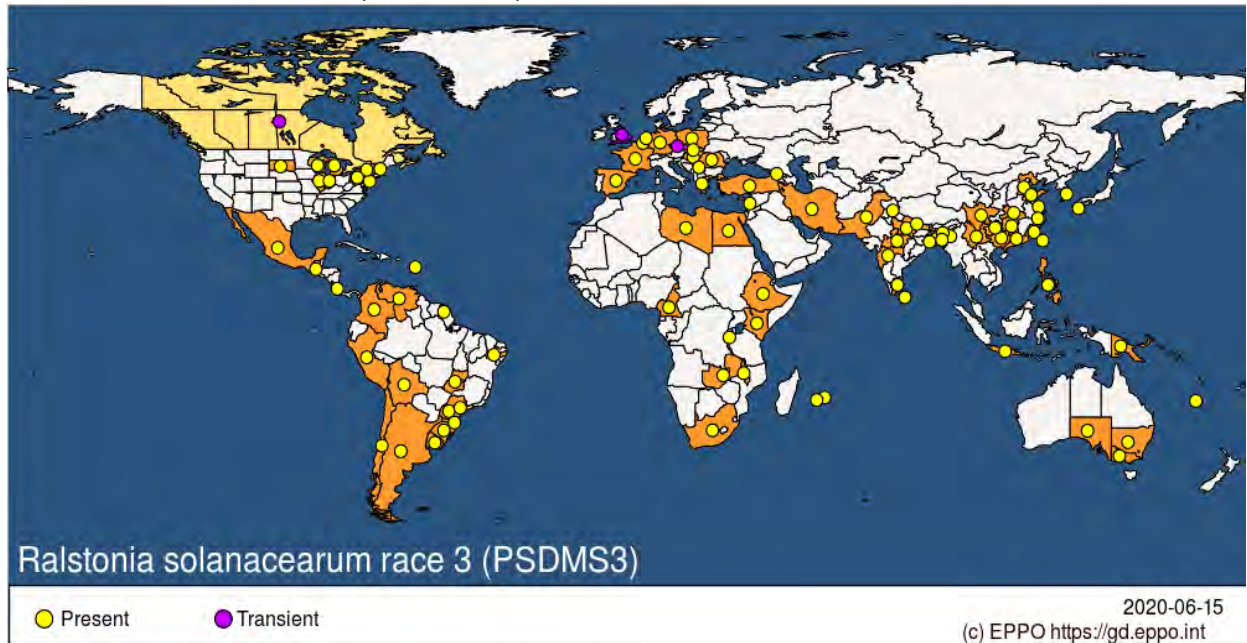 Ralstonia solanacearum race 3 (PSDMS3)
Present
Transient
2020-06-15
(c) EPPO https://gd.eppo.int